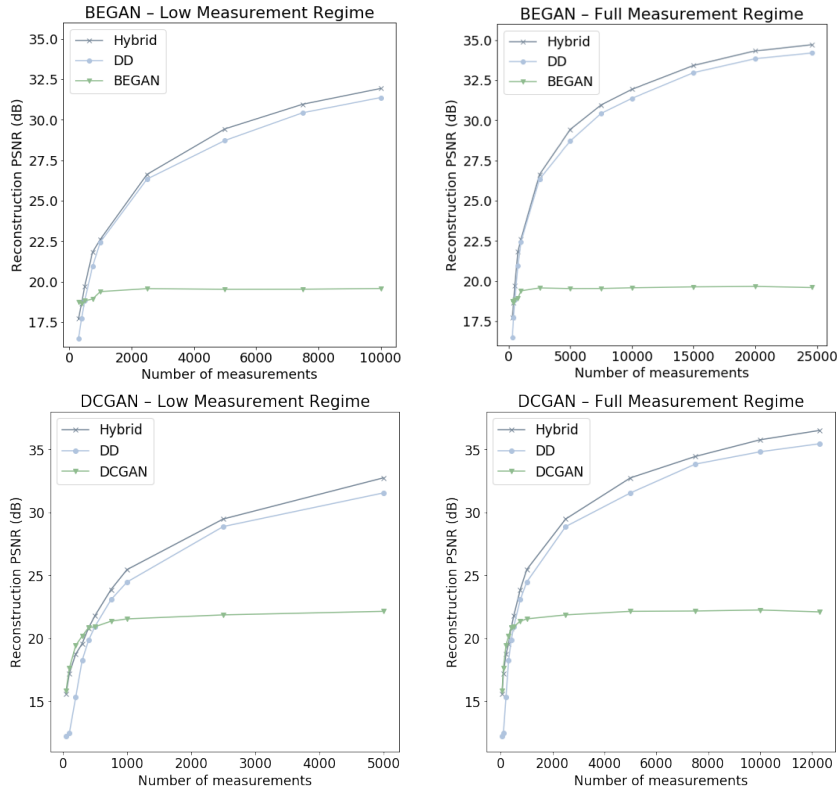 BEGAN – Low Measurement Regime
35.0
32.5
30.0
27.5
25.0
22.5
20.0
17.5
Reconstruction PSNR (dB)
Hybrid
DD
BEGAN
0 2000 4000 6000 8000 10000
Number of measurements
BEGAN – Full Measurement Regime
35.0
32.5
30.0
27.5
25.0
22.5
20.0
17.5
Reconstruction PSNR (dB)
Hybrid
DD
BEGAN
0 5000 10000 15000 20000 25000
Number of measurements
DCGAN – Low Measurement Regime
35
30
25
20
15
Reconstruction PSNR (dB)
Hybrid
DD
DCGAN
0 1000 2000 3000 4000 5000
Number of measurements
DCGAN – Full Measurement Regime
35
30
25
20
15
Reconstruction PSNR (dB)
Hybrid
DD
DCGAN
0 2000 4000 6000 8000 10000 12000
Number of measurements